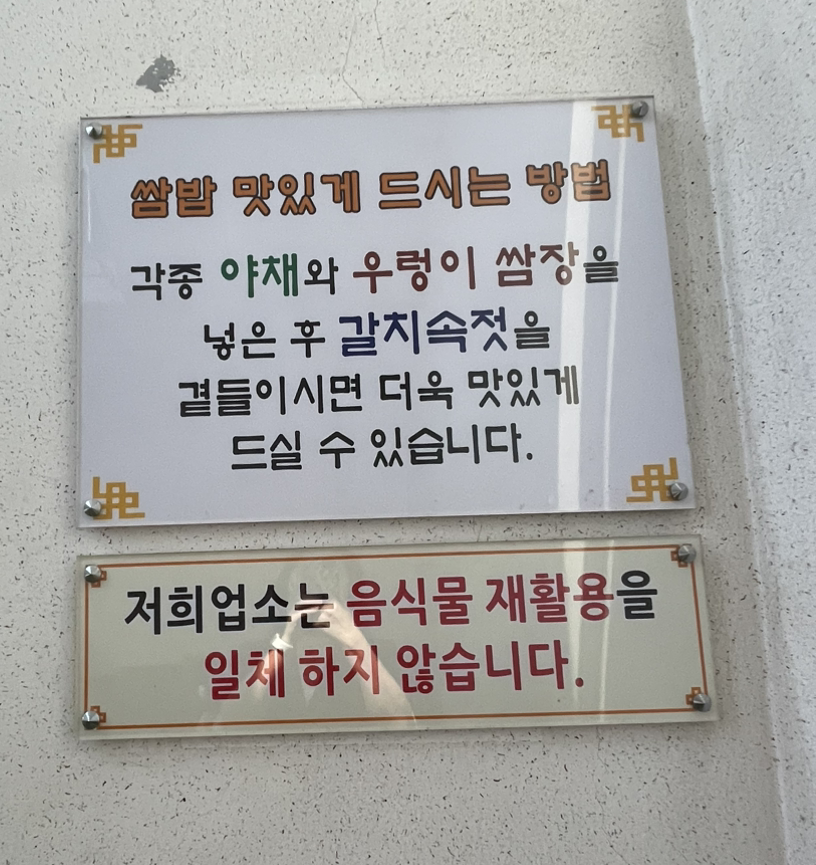 쌈밥 맛있게 드시는 방법
각종 야채와 우렁이 쌈장을
넣은 후 갈치속젓을
곁들이시면 더욱 맛있게
드실 수 있습니다.
저희업소는 음식물 재활용을
일체 하지 않습니다.